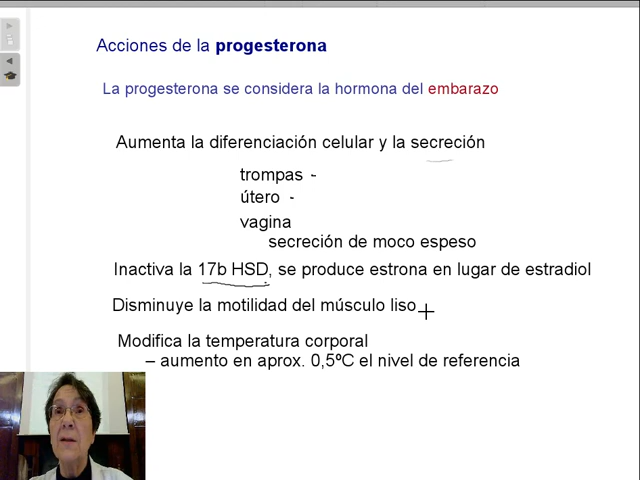 Acciones de la progesterona
La progesterona se considera la hormona del embarazo
Aumenta la diferenciación celular y la secreción
trompas -
útero -
vagina
secreción de moco espeso
Inactiva la 17b HSD, se produce estrona en lugar de estradiol
Disminuye la motilidad del músculo liso
Modifica la temperatura corporal
– aumento en aprox. 0,5ºC el nivel de referencia